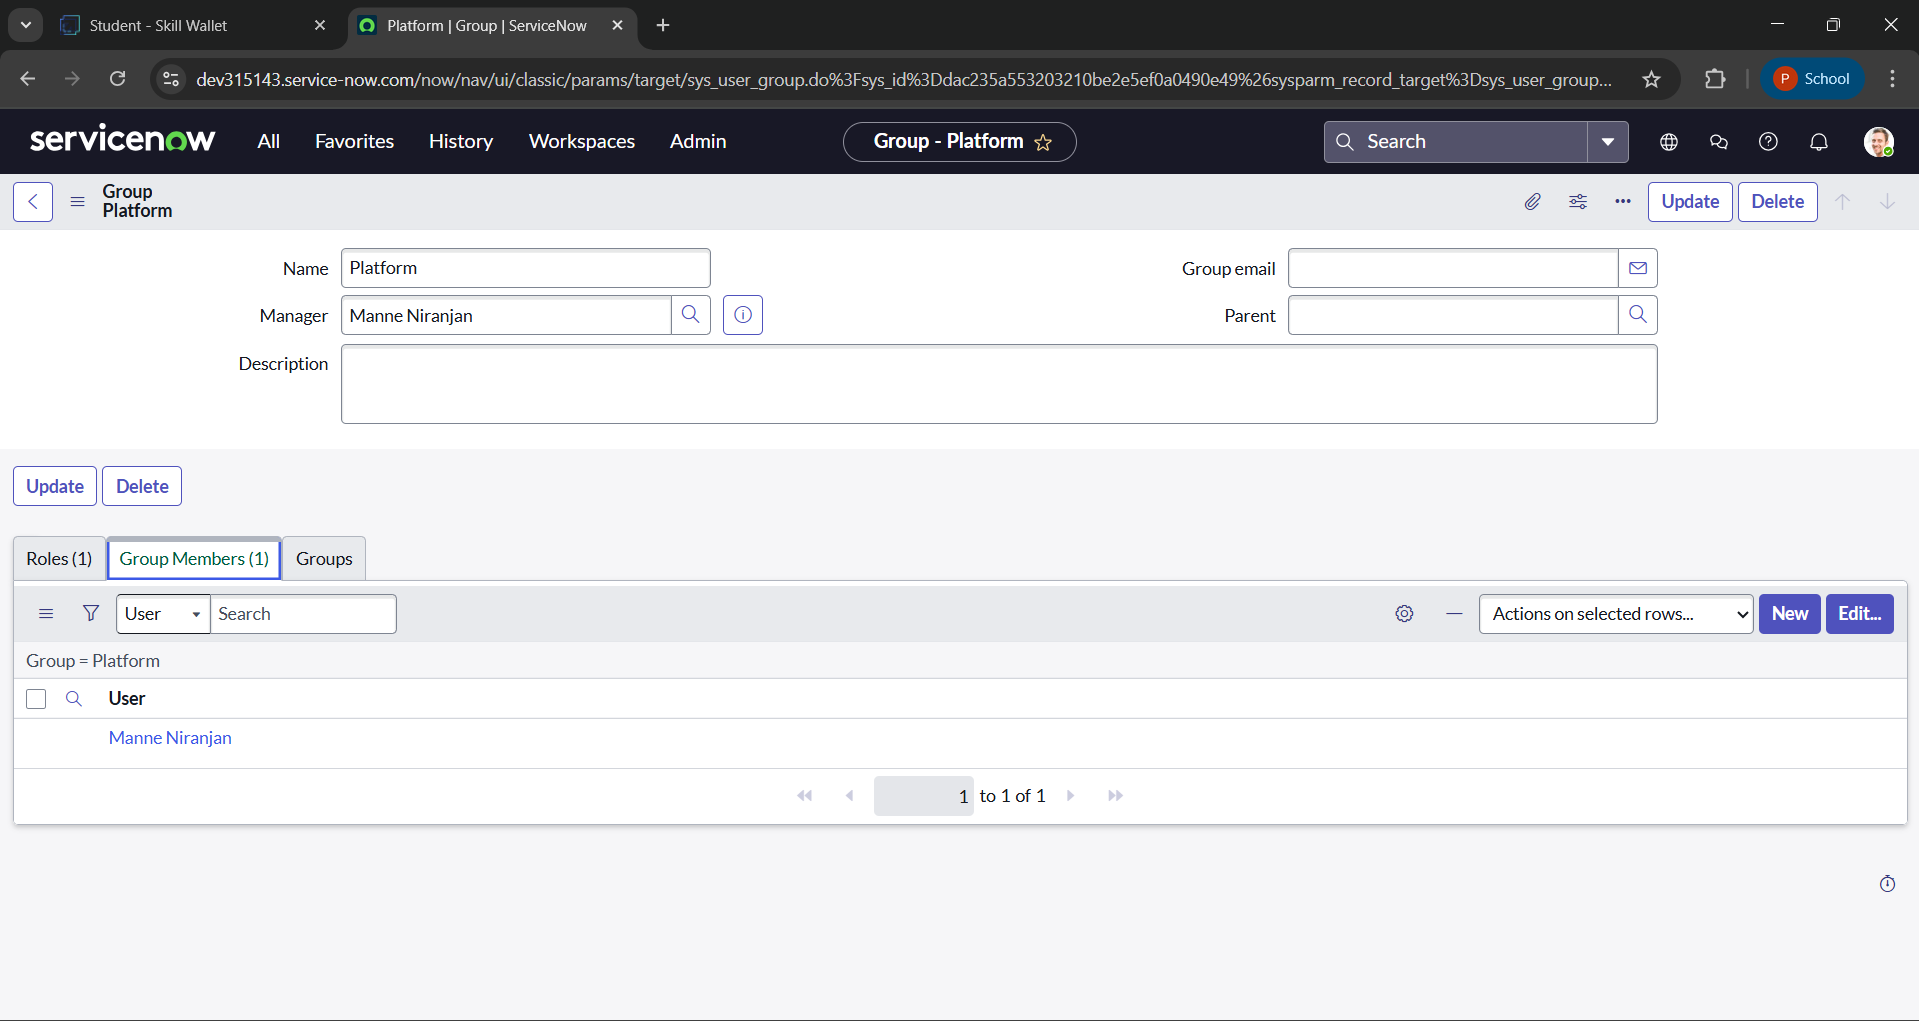 Student - Skill Wallet
Platform | Group | ServiceNow
dev315143.service-now.com/now/nav/ui/classic/params/target/sys_user_group.do%3Fsys_id%3Ddac235a553203210be2e5ef0a0490e49%26sysparm_record_target%3Dsys_user_group...
P School
servicenow
All Favorites History Workspaces Admin
Group - Platform
Search
Group
Platform
Update Delete
Name Platform
Group email
Manager Manne Niranjan
Parent
Description
Update Delete
Roles (1) Group Members (1) Groups
User Search
Actions on selected rows... New Edit...
Group = Platform
User
Manne Niranjan
1 to 1 of 1